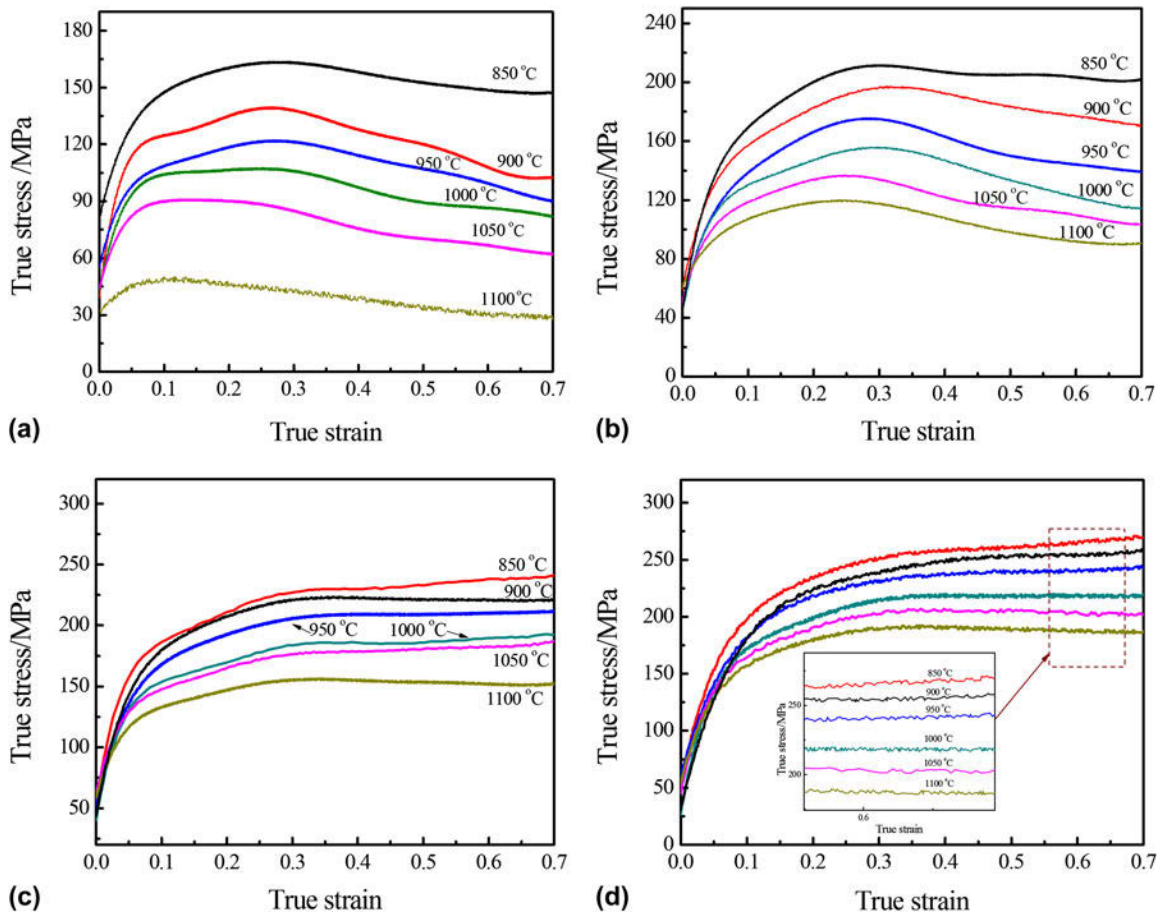 180
150
120
90
60
30
0
0.0 0.1 0.2 0.3 0.4 0.5 0.6 0.7
True stress /MPa
True strain
850 °C
900 °C
950 °C
1000 °C
1050 °C
1100 °C
(a)
240
200
160
120
80
40
0
0.0 0.1 0.2 0.3 0.4 0.5 0.6 0.7
True stress/MPa
True strain
850 °C
900 °C
950 °C
1000 °C
1050 °C
1100 °C
(b)
300
250
200
150
100
50
0.0 0.1 0.2 0.3 0.4 0.5 0.6 0.7
True stress/MPa
True strain
850 °C
900 °C
950 °C
1000 °C
1050 °C
1100 °C
(c)
300
250
200
150
100
50
0
0.0 0.1 0.2 0.3 0.4 0.5 0.6 0.7
True stress/MPa
True strain
850 °C
900 °C
950 °C
1000 °C
1050 °C
1100 °C
250
200
0.6
True stress/MPa
True strain
(d)